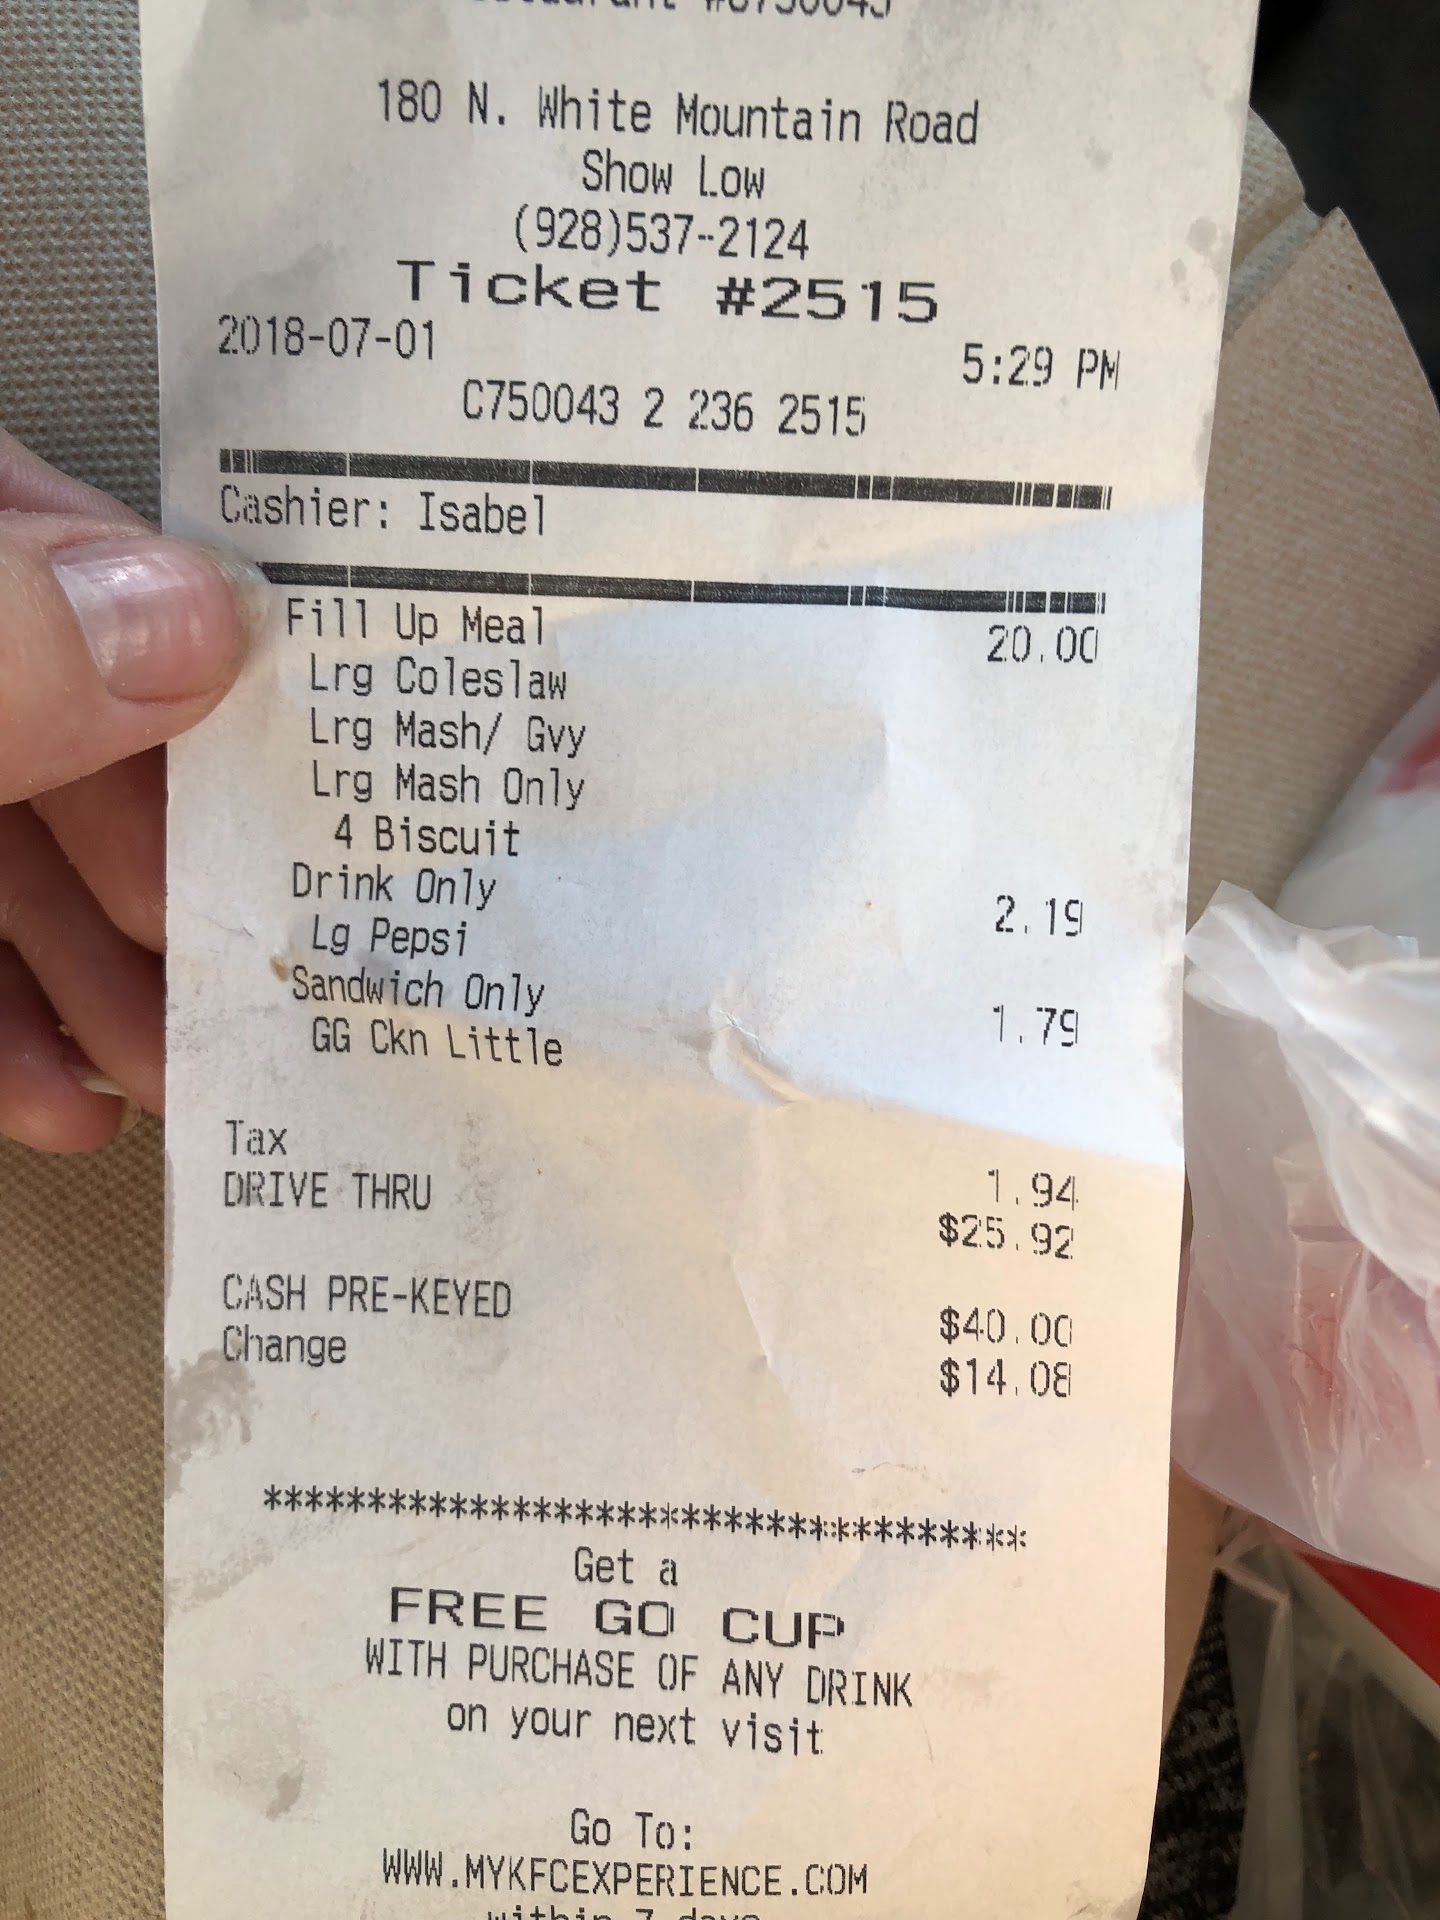 180 N. White Mountain Road
Show Low
(928)537-2124
Ticket #2515
2018-07-01 5:29 PM
C750043 2 236 2515
Cashier: Isabel
Fill Up Meal 20.00
Lrg Coleslaw
Lrg Mash/ Gvy
Lrg Mash Only
4 Biscuit
Drink Only 2.19
Lg Pepsi
Sandwich Only 1.79
GG Ckn Little
Tax 1.94
DRIVE THRU $25.92
CASH PRE-KEYED $40.00
Change $14.08
*************************************
Get a
FREE GO CUP
WITH PURCHASE OF ANY DRINK
on your next visit
Go To:
WWW.MYKFCEXPERIENCE.COM
within 7 days